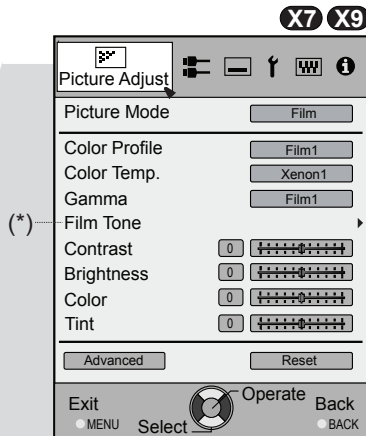 X7 X9
Picture Adjust
Picture Mode Film
Color Profile Film1
Color Temp. Xenon1
Gamma Film1
(*) Film Tone
Contrast 0
Brightness 0
Color 0
Tint 0
Advanced Reset
Exit Operate Back
MENU Select BACK